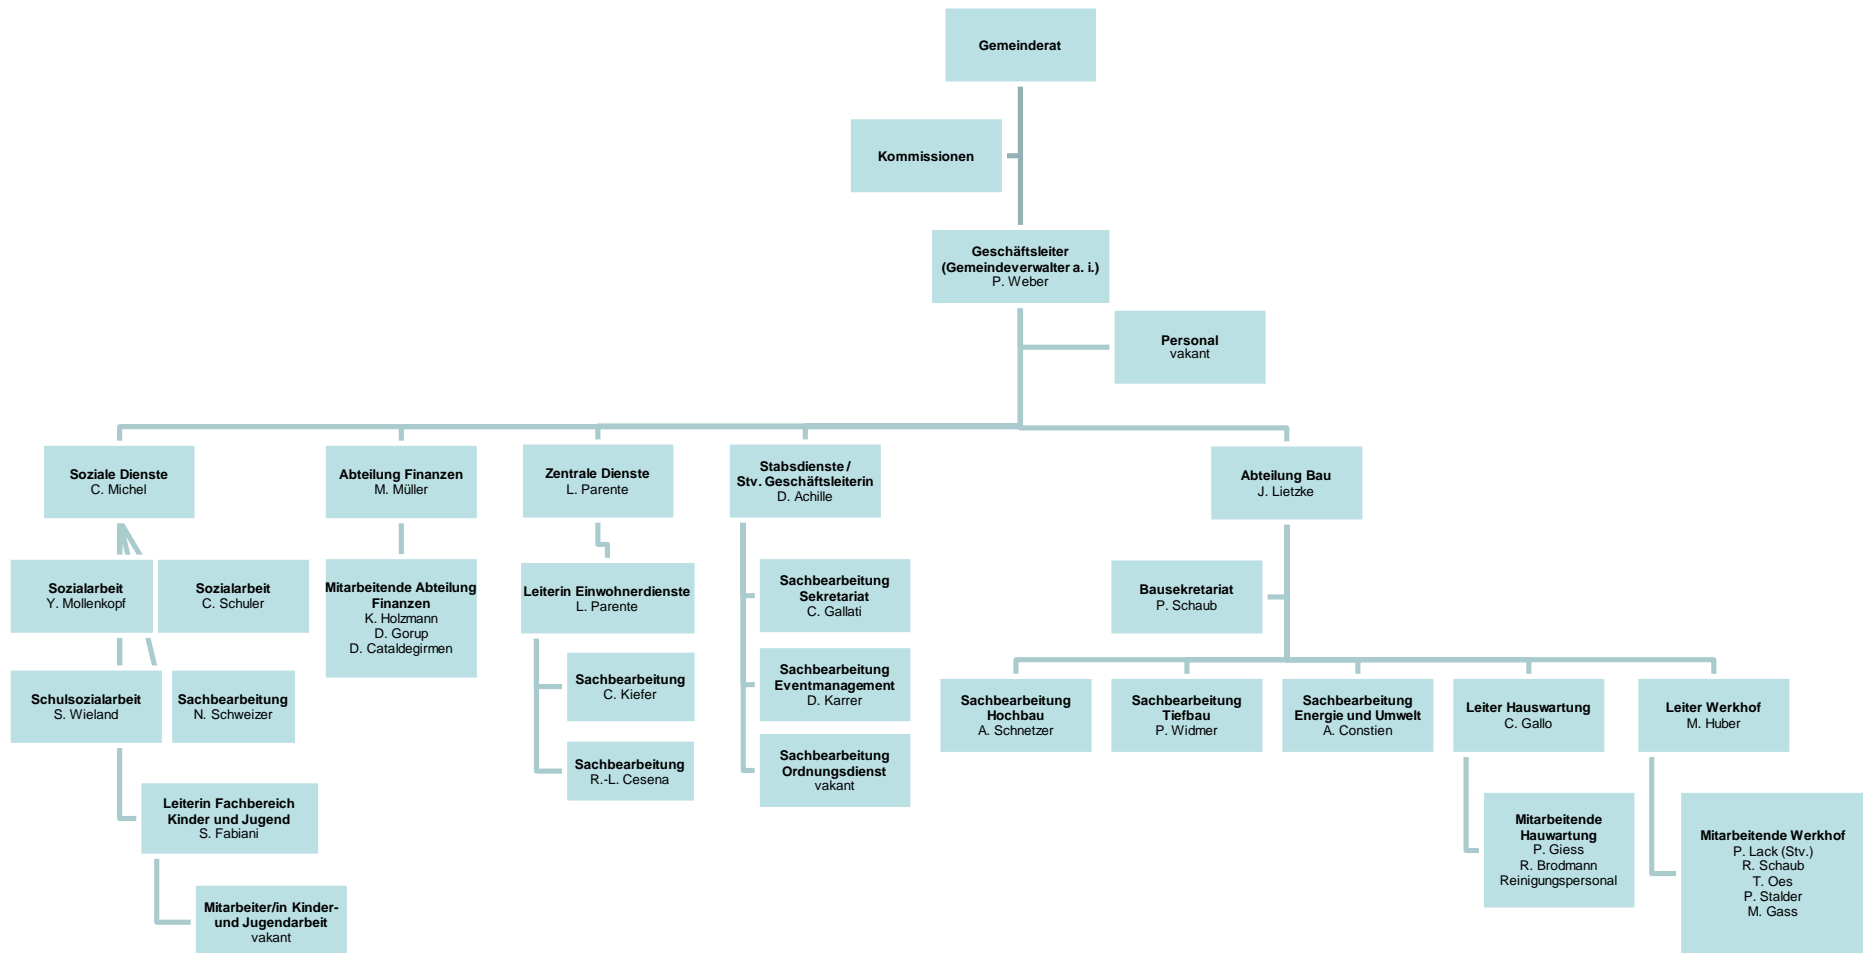 Gemeinderat
Kommissionen
Geschäftsleiter
(Gemeindeverwalter a. i.)
P. Weber
Personal
vakant
Soziale Dienste
C. Michel
Abteilung Finanzen
M. Müller
Zentrale Dienste
L. Parente
Stabsdienste /
Stv. Geschäftsleiterin
D. Achille
Abteilung Bau
J. Lietzke
Sozialarbeit
Y. Mollenkopf
Sozialarbeit
C. Schuler
Schulsozialarbeit
S. Wieland
Sachbearbeitung
N. Schweizer
Leiterin Fachbereich
Kinder und Jugend
S. Fabiani
Mitarbeiter/in Kinder-
und Jugendarbeit
vakant
Mitarbeitende Abteilung
Finanzen
K. Holzmann
D. Gorup
D. Cataldegirmen
Leiterin Einwohnerdienste
L. Parente
Sachbearbeitung
C. Kiefer
Sachbearbeitung
R.-L. Cesena
Sachbearbeitung
Sekretariat
C. Gallati
Sachbearbeitung
Eventmanagement
D. Karrer
Sachbearbeitung
Ordnungsdienst
vakant
Bausekretariat
P. Schaub
Sachbearbeitung
Hochbau
A. Schnetzer
Sachbearbeitung
Tiefbau
P. Widmer
Sachbearbeitung
Energie und Umwelt
A. Constien
Leiter Hauswartung
C. Gallo
Leiter Werkhof
M. Huber
Mitarbeitende
Hauwartung
P. Giess
R. Brodmann
Reinigungspersonal
Mitarbeitende Werkhof
P. Lack (Stv.)
R. Schaub
T. Oes
P. Stalder
M. Gass